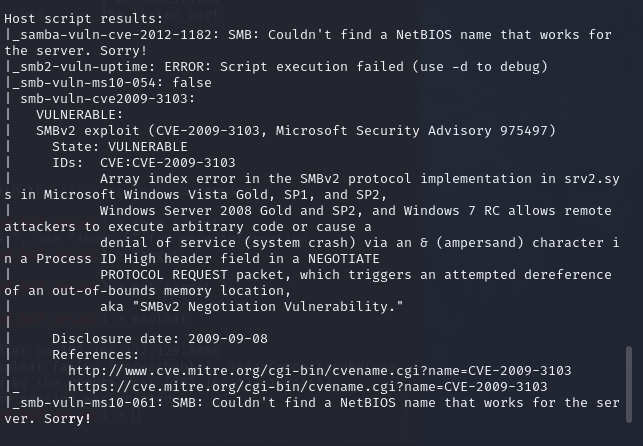 Host script results:
|_samba-vuln-cve-2012-1182: SMB: Couldn't find a NetBIOS name that works for
the server. Sorry!
|_smb2-vuln-uptime: ERROR: Script execution failed (use -d to debug)
|_smb-vuln-ms10-054: false
| smb-vuln-cve2009-3103:
|   VULNERABLE:
|   SMBv2 exploit (CVE-2009-3103, Microsoft Security Advisory 975497)
|     State: VULNERABLE
|     IDs:  CVE:CVE-2009-3103
|           Array index error in the SMBv2 protocol implementation in srv2.sy
s in Microsoft Windows Vista Gold, SP1, and SP2,
|           Windows Server 2008 Gold and SP2, and Windows 7 RC allows remote
attackers to execute arbitrary code or cause a
|           denial of service (system crash) via an & (ampersand) character i
n a Process ID High header field in a NEGOTIATE
|           PROTOCOL REQUEST packet, which triggers an attempted dereference
of an out-of-bounds memory location,
|           aka "SMBv2 Negotiation Vulnerability."
|
|     Disclosure date: 2009-09-08
|     References:
|       http://www.cve.mitre.org/cgi-bin/cvename.cgi?name=CVE-2009-3103
|_      https://cve.mitre.org/cgi-bin/cvename.cgi?name=CVE-2009-3103
|_smb-vuln-ms10-061: SMB: Couldn't find a NetBIOS name that works for the ser
ver. Sorry!